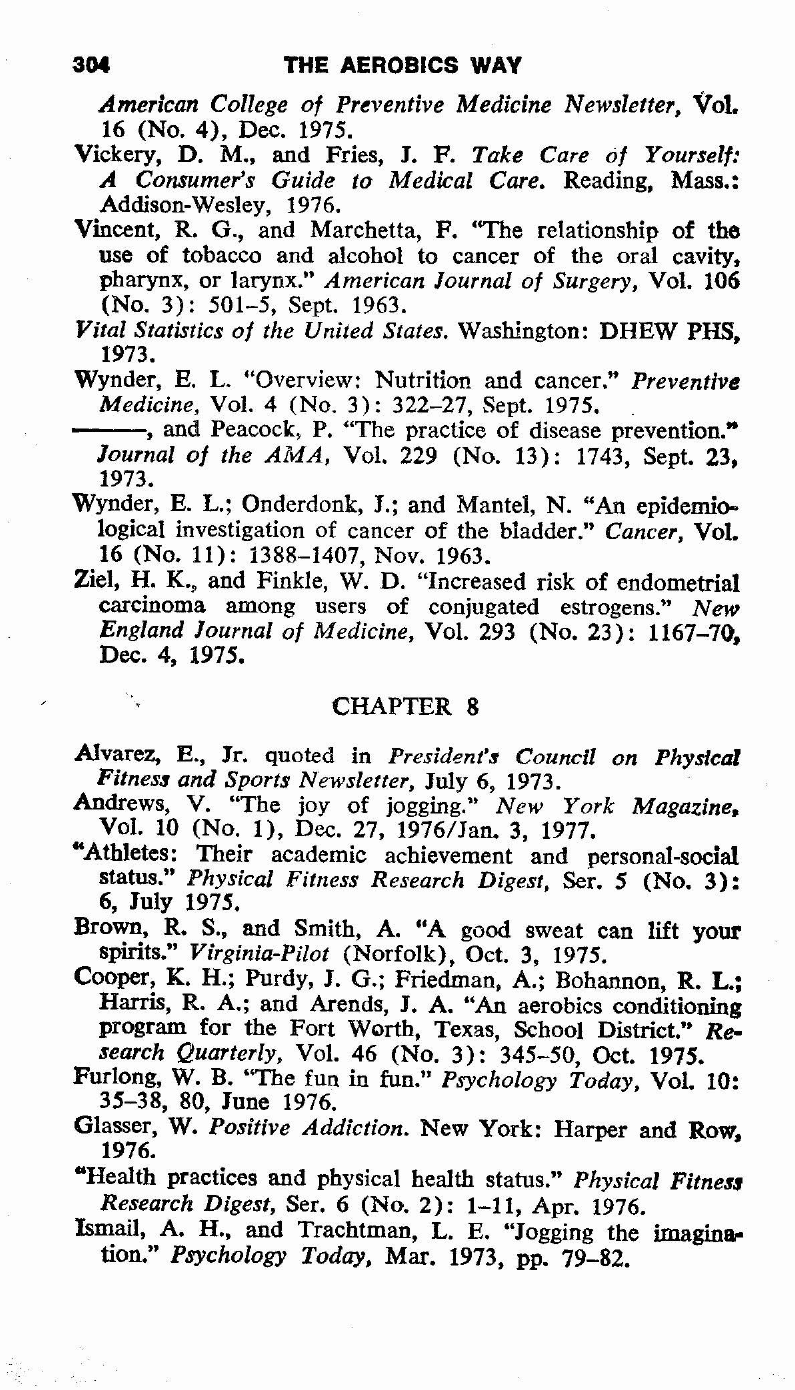 304 THE AEROBICS WAY
American College of Preventive Medicine Newsletter, Vol.
16 (No. 4), Dec. 1975.
Vickery, D. M., and Fries, J. F. Take Care of Yourself:
A Consumer's Guide to Medical Care. Reading, Mass.:
Addison-Wesley, 1976.
Vincent, R. G., and Marchetta, F. “The relationship of the
use of tobacco and alcohol to cancer of the oral cavity,
pharynx, or larynx.” American Journal of Surgery, Vol. 106
(No. 3): 501–5, Sept. 1963.
Vital Statistics of the United States. Washington: DHEW PHS,
1973.
Wynder, E. L. “Overview: Nutrition and cancer.” Preventive
Medicine, Vol. 4 (No. 3): 322–27, Sept. 1975.
———, and Peacock, P. “The practice of disease prevention.”
Journal of the AMA, Vol. 229 (No. 13): 1743, Sept. 23,
1973.
Wynder, E. L.; Onderdonk, J.; and Mantel, N. “An epidemio-
logical investigation of cancer of the bladder.” Cancer, Vol.
16 (No. 11): 1388–1407, Nov. 1963.
Ziel, H. K., and Finkle, W. D. “Increased risk of endometrial
carcinoma among users of conjugated estrogens.” New
England Journal of Medicine, Vol. 293 (No. 23): 1167–70,
Dec. 4, 1975.
CHAPTER 8
Alvarez, E., Jr. quoted in President's Council on Physical
Fitness and Sports Newsletter, July 6, 1973.
Andrews, V. “The joy of jogging.” New York Magazine,
Vol. 10 (No. 1), Dec. 27, 1976/Jan. 3, 1977.
“Athletes: Their academic achievement and personal-social
status.” Physical Fitness Research Digest, Ser. 5 (No. 3):
6, July 1975.
Brown, R. S., and Smith, A. “A good sweat can lift your
spirits.” Virginia-Pilot (Norfolk), Oct. 3, 1975.
Cooper, K. H.; Purdy, J. G.; Friedman, A.; Bohannon, R. L.;
Harris, R. A.; and Arends, J. A. “An aerobics conditioning
program for the Fort Worth, Texas, School District.” Re-
search Quarterly, Vol. 46 (No. 3): 345–50, Oct. 1975.
Furlong, W. B. “The fun in fun.” Psychology Today, Vol. 10:
35–38, 80, June 1976.
Glasser, W. Positive Addiction. New York: Harper and Row,
1976.
“Health practices and physical health status.” Physical Fitness
Research Digest, Ser. 6 (No. 2): 1–11, Apr. 1976.
Ismail, A. H., and Trachtman, L. E. “Jogging the imagina-
tion.” Psychology Today, Mar. 1973, pp. 79–82.